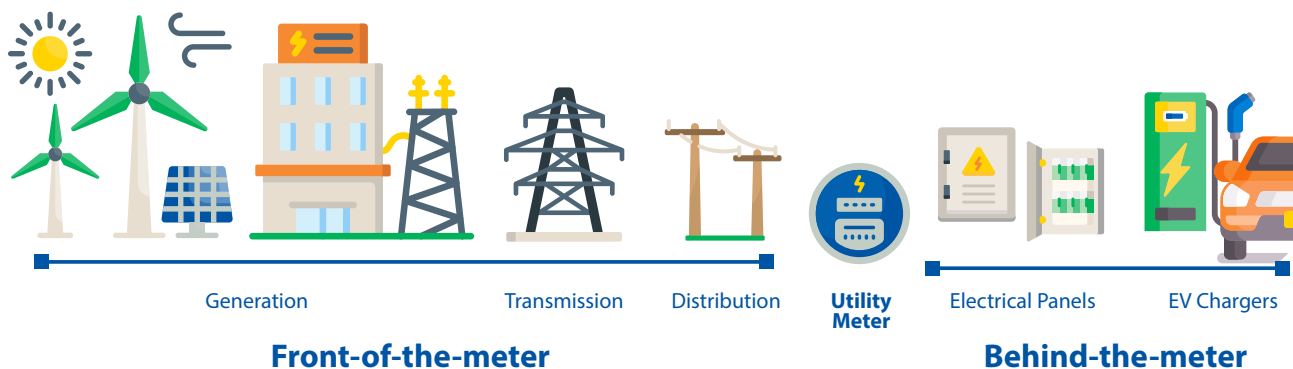 Generation
Transmission
Distribution
Utility
Meter
Electrical Panels
EV Chargers
Front-of-the-meter
Behind-the-meter